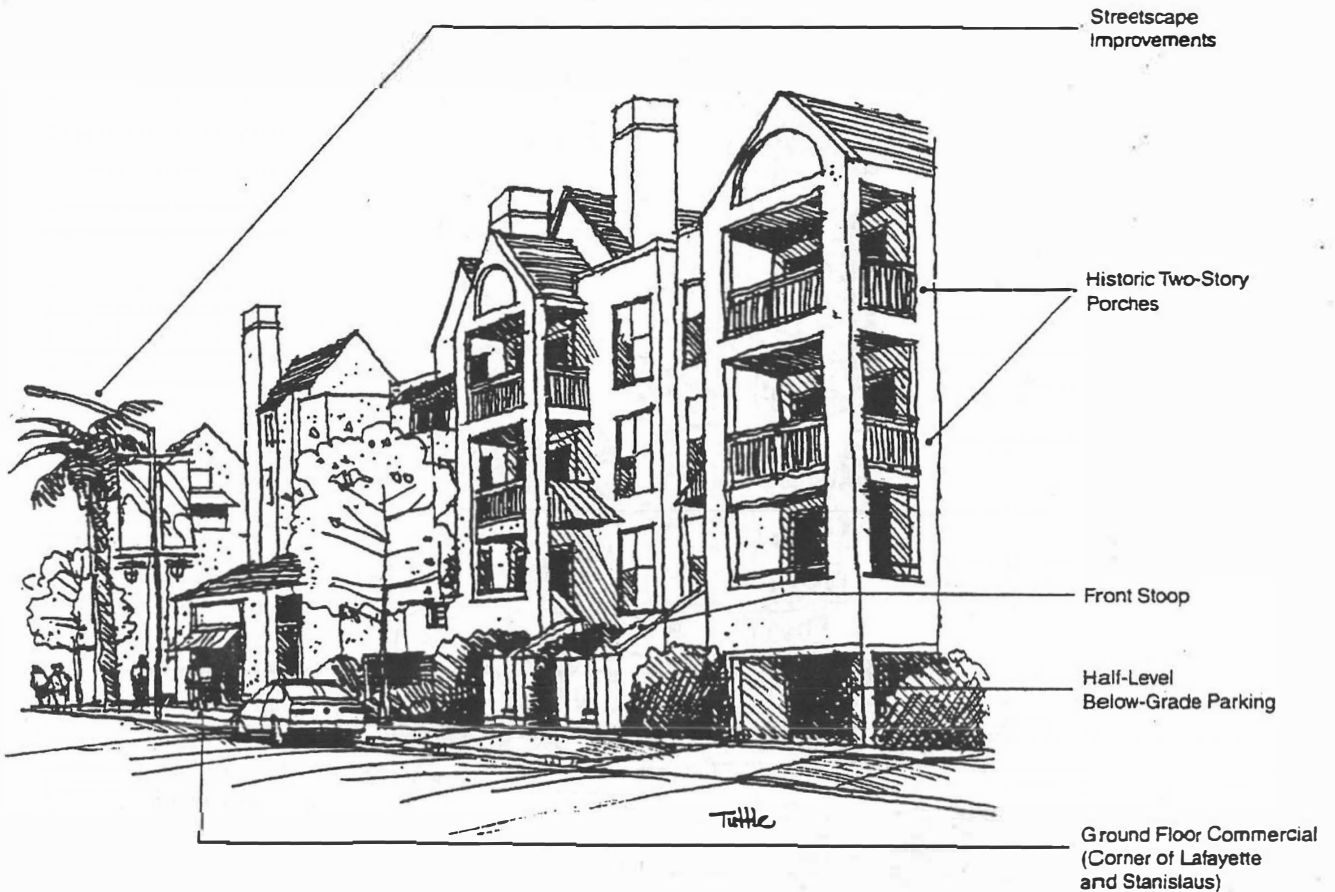 Streetscape
Improvements
Historic Two-Story
Porches
Front Stoop
Half-Level
Below-Grade Parking
Tuttle
Ground Floor Commercial
(Corner of Lafayette
and Stanislaus)